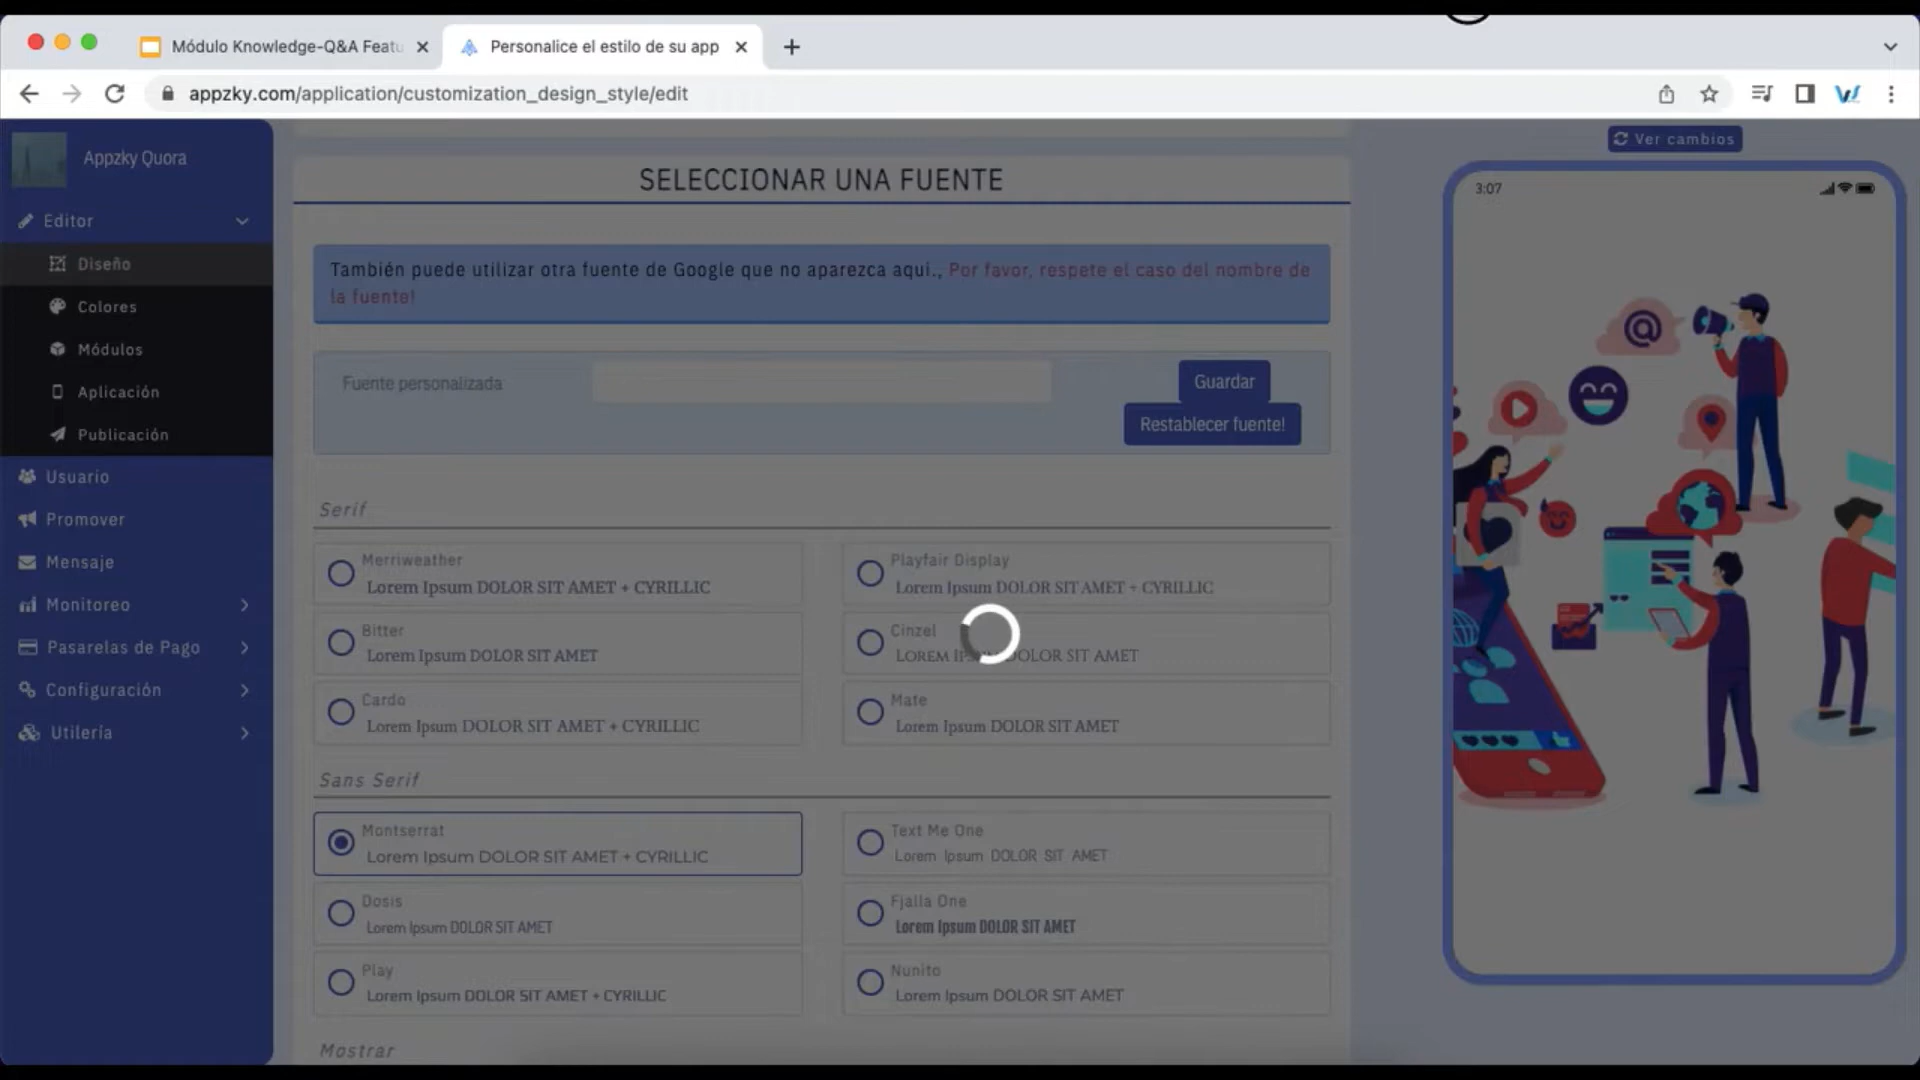 Módulo Knowledge-Q&A Featu
Personalice el estilo de su app
appzky.com/application/customization_design_style/edit
Appzky Quora
Editor
Diseño
Colores
Módulos
Aplicación
Publicación
Usuario
Promover
Mensaje
Monitoreo
Pasarelas de Pago
Configuración
Utilería
SELECCIONAR UNA FUENTE
También puede utilizar otra fuente de Google que no aparezca aquí., Por favor, respete el caso del nombre de
la fuente!
Fuente personalizada
Guardar
Restablecer fuente!
Serif
Merriweather
Lorem Ipsum DOLOR SIT AMET + CYRILLIC
Playfair Display
Lorem Ipsum DOLOR SIT AMET + CYRILLIC
Bitter
Lorem Ipsum DOLOR SIT AMET
Cinzel
LOREM IPSUM DOLOR SIT AMET
Cardo
Lorem Ipsum DOLOR SIT AMET + CYRILLIC
Mate
Lorem Ipsum DOLOR SIT AMET
Sans Serif
Montserrat
Lorem Ipsum DOLOR SIT AMET + CYRILLIC
Text Me One
Lorem Ipsum DOLOR SIT AMET
Dosis
Lorem Ipsum DOLOR SIT AMET
Fjalla One
Lorem Ipsum DOLOR SIT AMET
Play
Lorem Ipsum DOLOR SIT AMET + CYRILLIC
Nunito
Lorem Ipsum DOLOR SIT AMET
Mostrar
Ver cambios
3:07